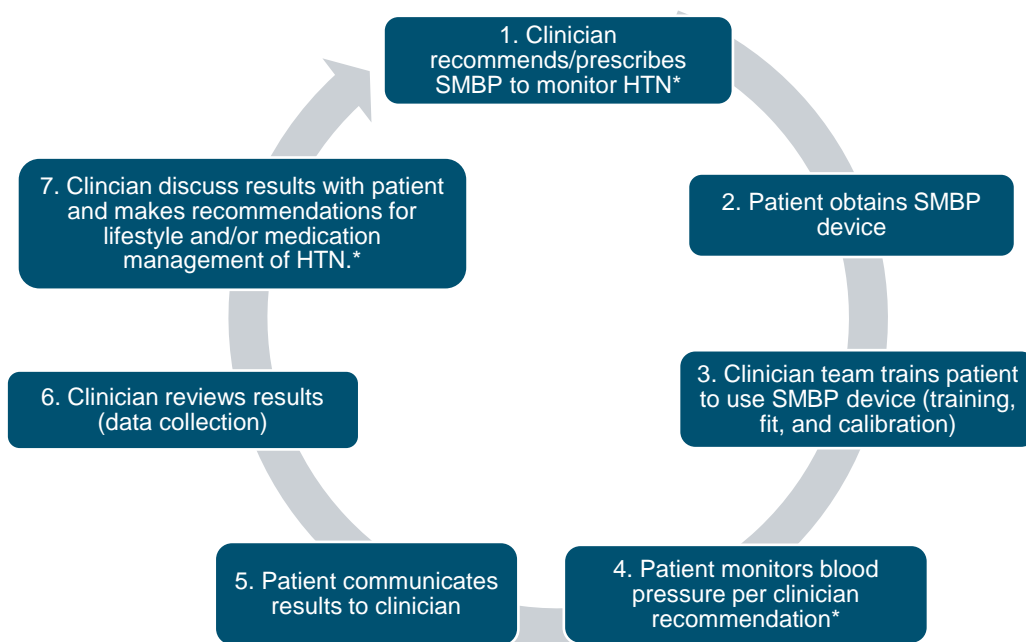 1. Clinician
recommends/prescribes
SMBP to monitor HTN*
2. Patient obtains SMBP
device
3. Clinician team trains patient
to use SMBP device (training,
fit, and calibration)
4. Patient monitors blood
pressure per clinician
recommendation*
5. Patient communicates
results to clinician
6. Clinician reviews results
(data collection)
7. Clincian discuss results with patient
and makes recommendations for
lifestyle and/or medication
management of HTN.*